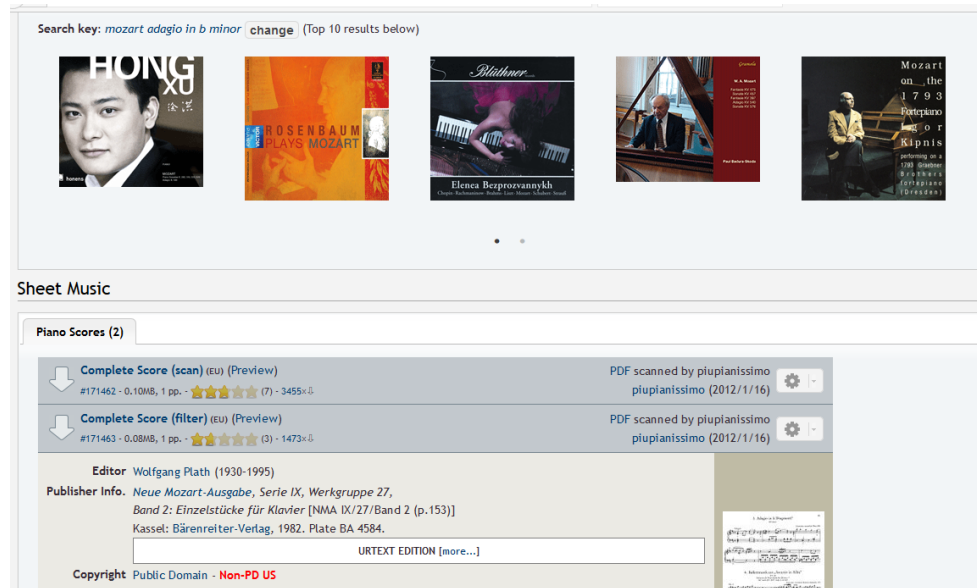 Search key: mozart adagio in b minor change (Top 10 results below)
HONG
XU
honens
MOZART
ROSENBAUM
PLAYS MOZART
Blüthner
Elenea Bezprozvannykh
Chopin · Rachmaninov · Brahms · Liszt · Mozart · Schubert
Gramola
W. A. Mozart
Paul Badura-Skoda
Mozart
on the
1793
Fortepiano
Igor
Kipnis
performing on a
1793 Graebner
Brothers
fortepiano
(Dresden)
Sheet Music
Piano Scores (2)
Complete Score (scan) (EU) (Preview)
#171462 - 0.10MB, 1 pp. - (7) - 3455×
PDF scanned by piupianissimo
piupianissimo (2012/1/16)
Complete Score (filter) (EU) (Preview)
#171463 - 0.08MB, 1 pp. - (3) - 1473×
PDF scanned by piupianissimo
piupianissimo (2012/1/16)
Editor Wolfgang Plath (1930-1995)
Publisher Info. Neue Mozart-Ausgabe, Serie IX, Werkgruppe 27,
Band 2: Einzelstücke für Klavier [NMA IX/27/Band 2 (p.153)]
Kassel: Bärenreiter-Verlag, 1982. Plate BA 4584.
URTEXT EDITION [more...]
Copyright Public Domain - Non-PD US